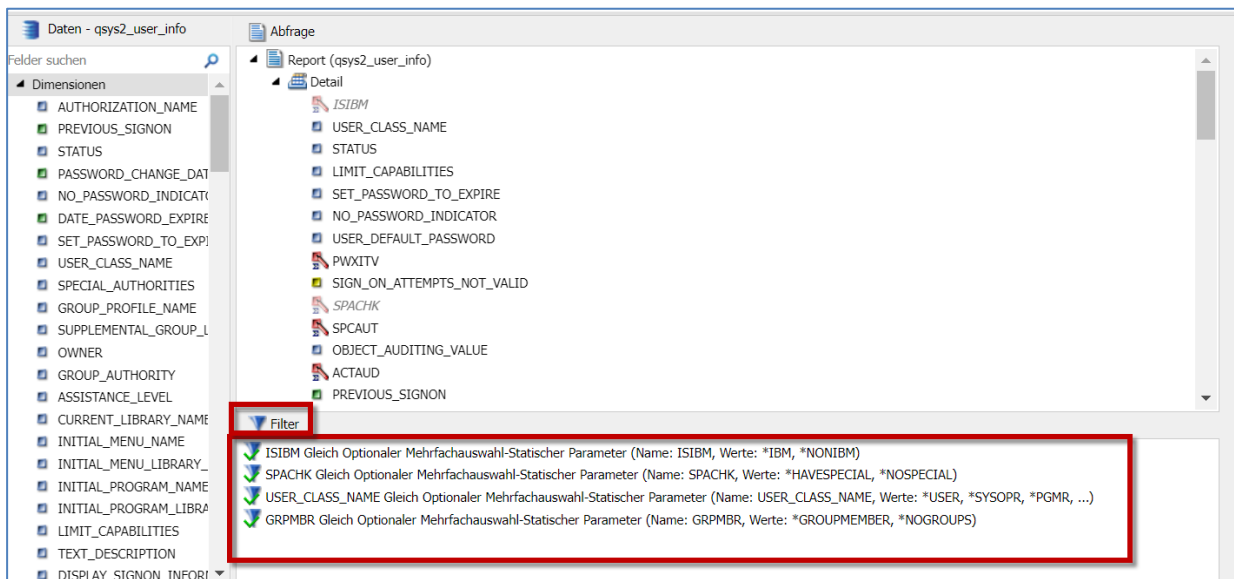 Daten - qsys2_user_info
Felder suchen
Dimensionen
AUTHORIZATION_NAME
PREVIOUS_SIGNON
STATUS
PASSWORD_CHANGE_DAT
NO_PASSWORD_INDICAT(
DATE_PASSWORD_EXPIRE
SET_PASSWORD_TO_EXPI
USER_CLASS_NAME
SPECIAL_AUTHORITIES
GROUP_PROFILE_NAME
SUPPLEMENTAL_GROUP_L
OWNER
GROUP_AUTHORITY
ASSISTANCE_LEVEL
CURRENT_LIBRARY_NAME
INITIAL_MENU_NAME
INITIAL_MENU_LIBRARY_
INITIAL_PROGRAM_NAME
INITIAL_PROGRAM_LIBRA
LIMIT_CAPABILITIES
TEXT_DESCRIPTION
DISPLAY_SIGNON_INFORI
Abfrage
Report (qsys2_user_info)
Detail
ISIBM
USER_CLASS_NAME
STATUS
LIMIT_CAPABILITIES
SET_PASSWORD_TO_EXPIRE
NO_PASSWORD_INDICATOR
USER_DEFAULT_PASSWORD
PWXITV
SIGN_ON_ATTEMPTS_NOT_VALID
SPACHK
SPCAUT
OBJECT_AUDITING_VALUE
ACTAUD
PREVIOUS_SIGNON
Filter
ISIBM Gleich Optionaler Mehrfachauswahl-Statischer Parameter (Name: ISIBM, Werte: *IBM, *NONIBM)
SPACHK Gleich Optionaler Mehrfachauswahl-Statischer Parameter (Name: SPACHK, Werte: *HAVESPECIAL, *NOSPECIAL)
USER_CLASS_NAME Gleich Optionaler Mehrfachauswahl-Statischer Parameter (Name: USER_CLASS_NAME, Werte: *USER, *SYSOPR, *PGMR, ...)
GRPMBR Gleich Optionaler Mehrfachauswahl-Statischer Parameter (Name: GRPMBR, Werte: *GROUPMEMBER, *NOGROUPS)